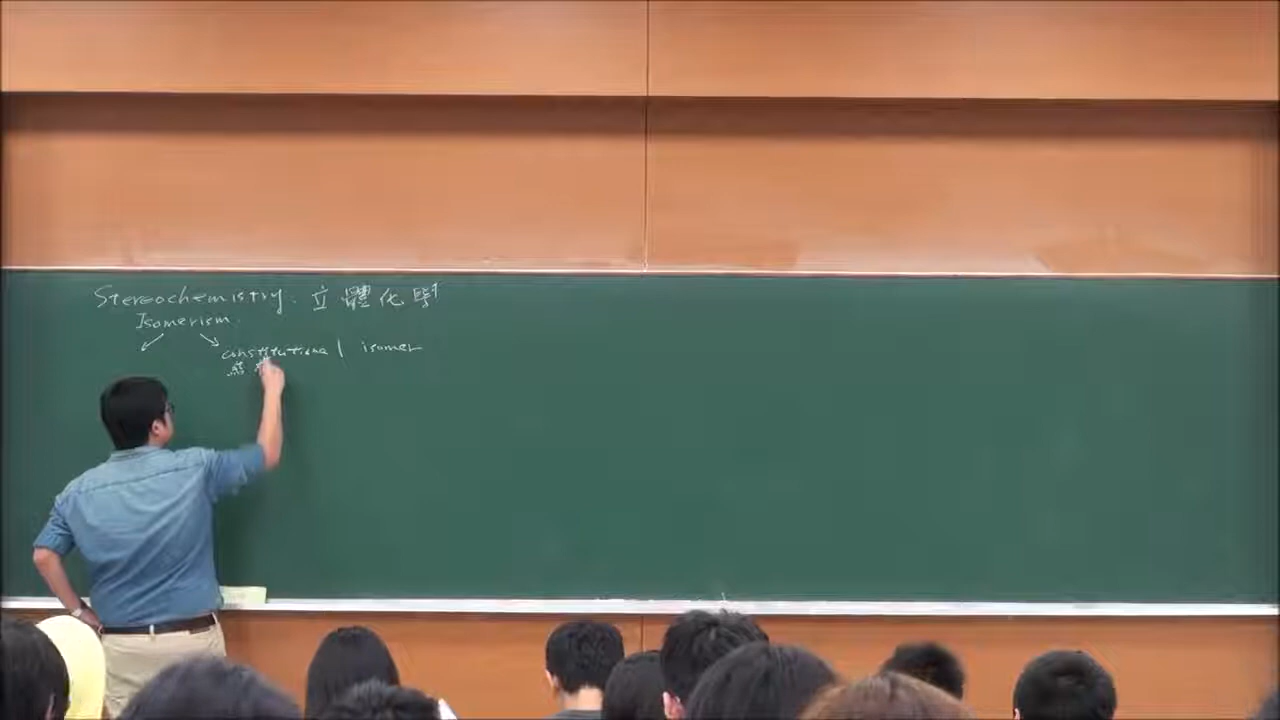 Stereochemistry. 立體化學
Isomerism.
constitutional isomer